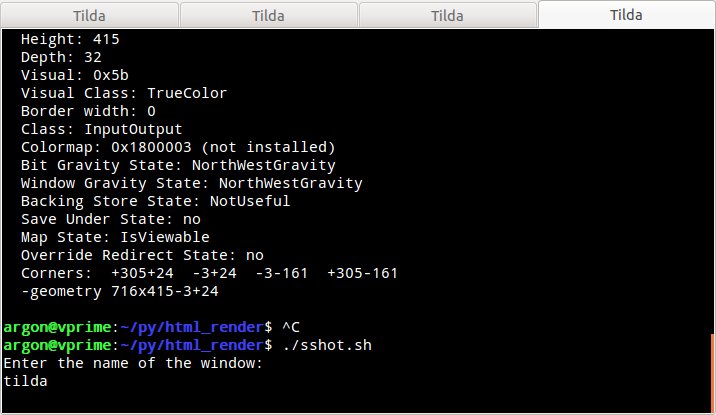 Tilda Tilda Tilda Tilda
Height: 415
Depth: 32
Visual: 0x5b
Visual Class: TrueColor
Border width: 0
Class: InputOutput
Colormap: 0x1800003 (not installed)
Bit Gravity State: NorthWestGravity
Window Gravity State: NorthWestGravity
Backing Store State: NotUseful
Save Under State: no
Map State: IsViewable
Override Redirect State: no
Corners:  +305+24  -3+24  -3-161  +305-161
-geometry 716x415-3+24
argon@vprime:~/py/html_render$ ^C
argon@vprime:~/py/html_render$ ./sshot.sh
Enter the name of the window:
tilda